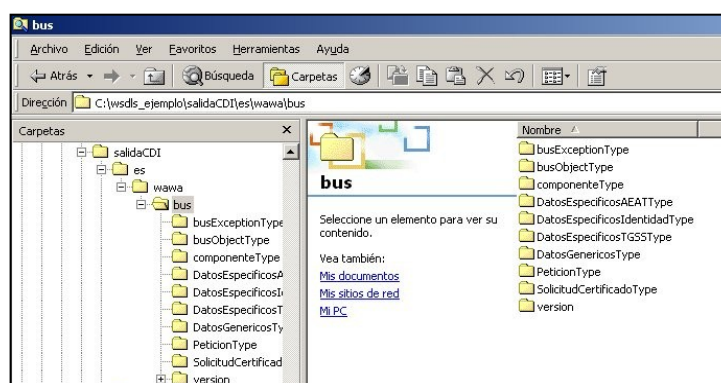 bus
Archivo Edición Ver Favoritos Herramientas Ayuda
Atrás Búsqueda Carpetas
Dirección C:\wsdls_ejemplo\salidaCDI\es\wawa\bus
Carpetas
salidaCDI
es
wawa
bus
busExceptionType
busObjectType
componenteType
DatosEspecificosA
DatosEspecificosI
DatosEspecificosT
DatosGenericosTy
PeticionType
SolicitudCertificad
version
bus
Seleccione un elemento para ver su
contenido.
Vea también:
Mis documentos
Mis sitios de red
Mi PC
Nombre
busExceptionType
busObjectType
componenteType
DatosEspecificosAEATType
DatosEspecificosIdentidadType
DatosEspecificosTGSSType
DatosGenericosType
PeticionType
SolicitudCertificadoType
version